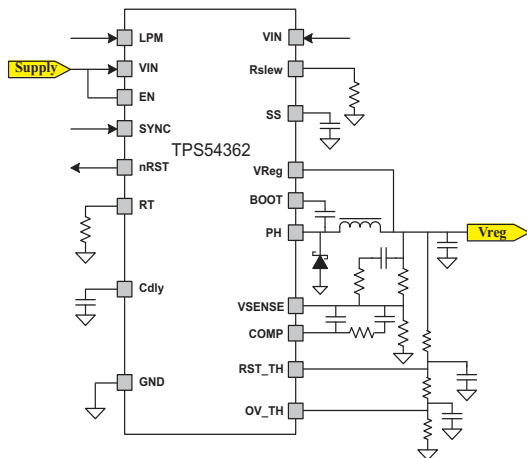 LPM
VIN
Supply
VIN
EN
Rslew
SS
SYNC
TPS54362
nRST
VReg
RT
BOOT
PH
Vreg
Cdly
VSENSE
COMP
RST_TH
GND
OV_TH